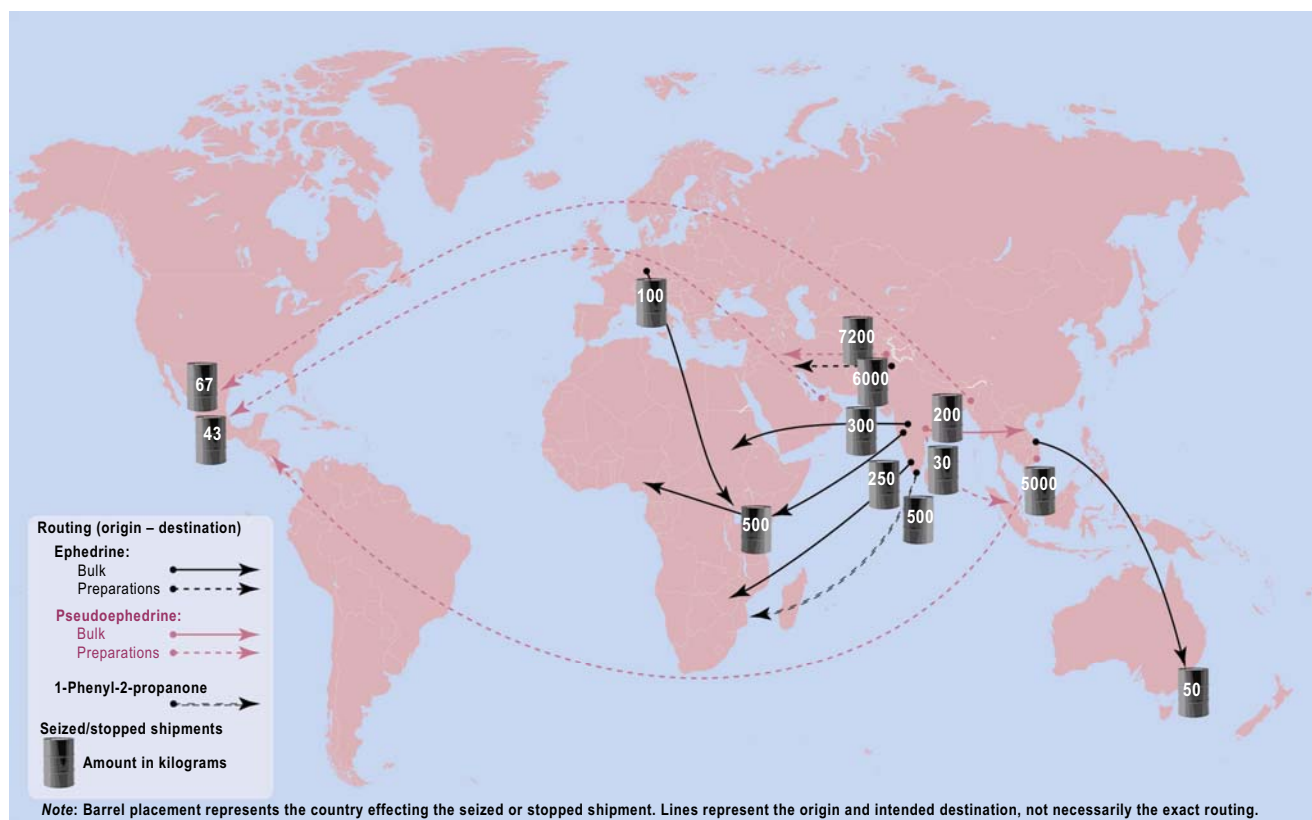 100
7200
6000
67
43
300
200
250
30
500
5000
500
50
Routing (origin – destination)
Ephedrine:
Bulk
Preparations
Pseudoephedrine:
Bulk
Preparations
1-Phenyl-2-propanone
Seized/stopped shipments
Amount in kilograms
Note: Barrel placement represents the country effecting the seized or stopped shipment. Lines represent the origin and intended destination, not necessarily the exact routing.